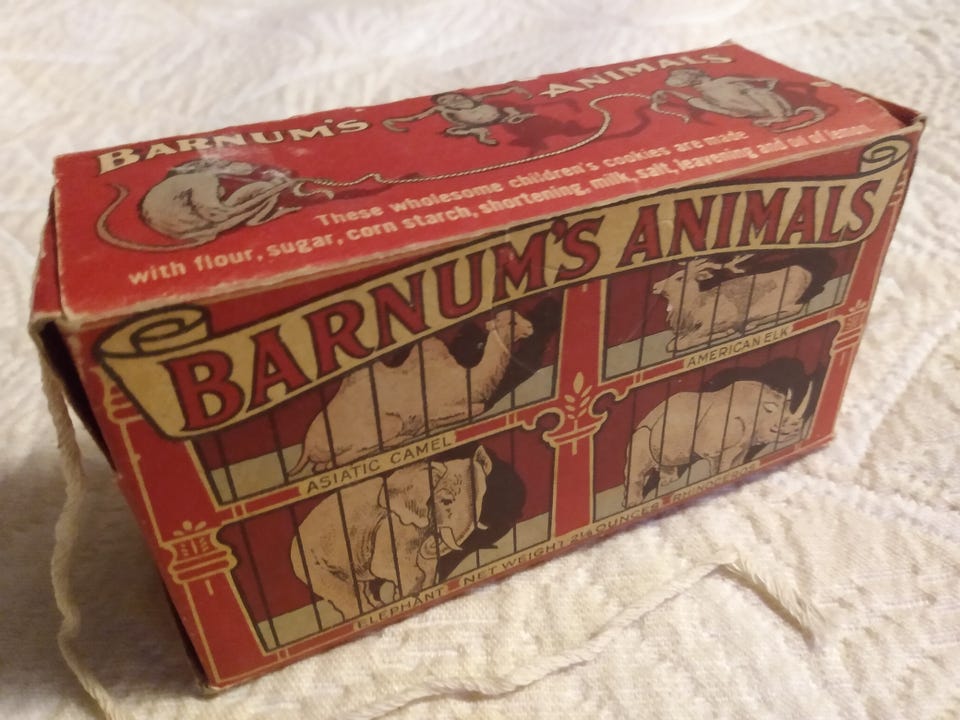 BARNUM'S ANIMALS
These wholesome children's cookies are made
with flour, sugar, corn starch, shortening, milk, salt, leavening and oil of lemon
BARNUM'S ANIMALS
ASIATIC CAMEL
AMERICAN ELK
ELEPHANT
NET WEIGHT 2¼ OUNCES
RHINOCEROS